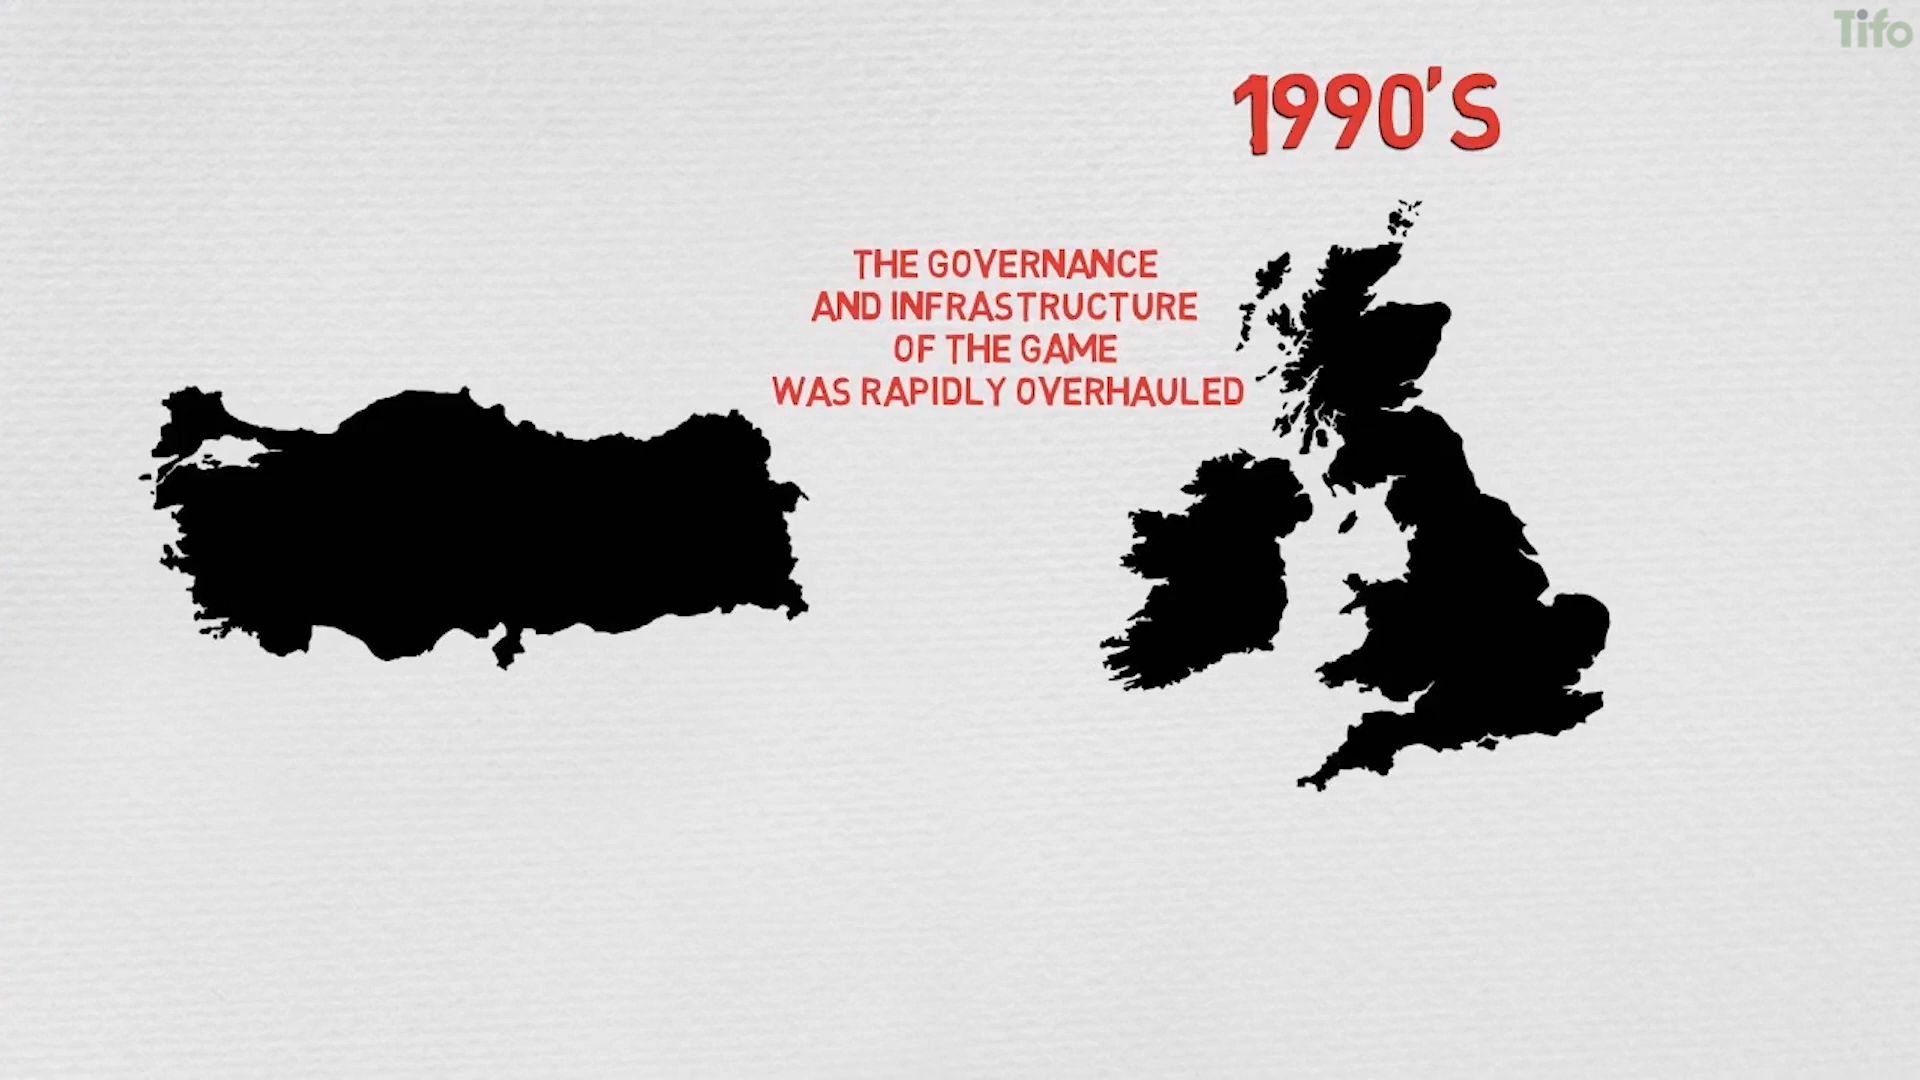 Tifo
1990'S
THE GOVERNANCE
AND INFRASTRUCTURE
OF THE GAME
WAS RAPIDLY OVERHAULED